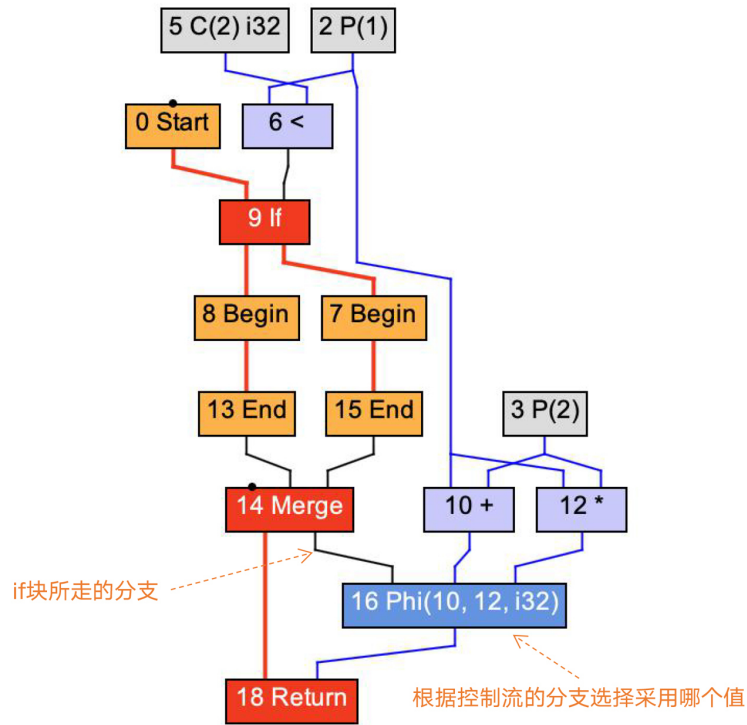 5 C(2) i32
2 P(1)
0 Start
6 <
9 If
8 Begin
7 Begin
13 End
15 End
3 P(2)
14 Merge
10 +
12 *
if块所走的分支
16 Phi(10, 12, i32)
18 Return
根据控制流的分支选择采用哪个值